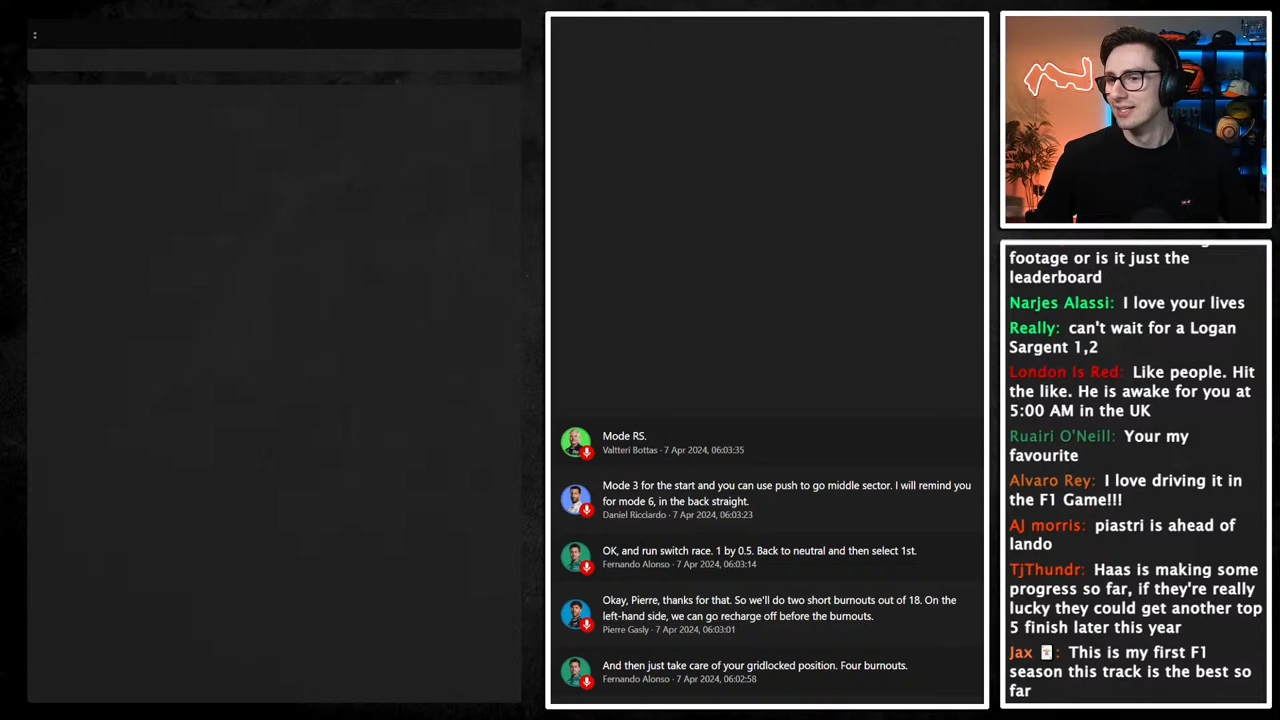 :
Mode RS.
Valtteri Bottas - 7 Apr 2024, 06:03:35
Mode 3 for the start and you can use push to go middle sector. I will remind you
for mode 6, in the back straight.
Daniel Ricciardo - 7 Apr 2024, 06:03:23
OK, and run switch race. 1 by 0.5. Back to neutral and then select 1st.
Fernando Alonso - 7 Apr 2024, 06:03:14
Okay, Pierre, thanks for that. So we'll do two short burnouts out of 18. On the
left-hand side, we can go recharge off before the burnouts.
Pierre Gasly - 7 Apr 2024, 06:03:01
And then just take care of your gridlocked position. Four burnouts.
Fernando Alonso - 7 Apr 2024, 06:02:58
footage or is it just the
leaderboard
Narjes Alassi: I love your lives
Really: can't wait for a Logan
Sargent 1,2
London Is Red: Like people. Hit
the like. He is awake for you at
5:00 AM in the UK
Ruairi O'Neill: Your my
favourite
Alvaro Rey: I love driving it in
the F1 Game!!!
AJ morris: piastri is ahead of
lando
TjThundr: Haas is making some
progress so far, if they're really
lucky they could get another top
5 finish later this year
Jax 🃏: This is my first F1
season this track is the best so
far